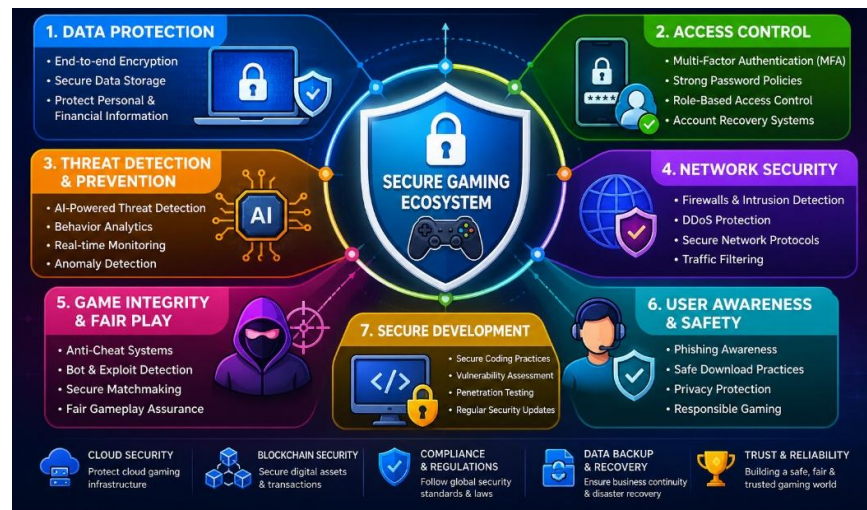 1. DATA PROTECTION
• End-to-end Encryption
• Secure Data Storage
• Protect Personal &
Financial Information
2. ACCESS CONTROL
• Multi-Factor Authentication (MFA)
• Strong Password Policies
• Role-Based Access Control
• Account Recovery Systems
****
3. THREAT DETECTION
& PREVENTION
• AI-Powered Threat Detection
• Behavior Analytics
• Real-time Monitoring
• Anomaly Detection
AI
SECURE GAMING
ECOSYSTEM
4. NETWORK SECURITY
• Firewalls & Intrusion Detection
• DDoS Protection
• Secure Network Protocols
• Traffic Filtering
5. GAME INTEGRITY
& FAIR PLAY
• Anti-Cheat Systems
• Bot & Exploit Detection
• Secure Matchmaking
• Fair Gameplay Assurance
7. SECURE DEVELOPMENT
</>
• Secure Coding Practices
• Vulnerability Assessment
• Penetration Testing
• Regular Security Updates
6. USER AWARENESS
& SAFETY
• Phishing Awareness
• Safe Download Practices
• Privacy Protection
• Responsible Gaming
CLOUD SECURITY
Protect cloud gaming
infrastructure
BLOCKCHAIN SECURITY
Secure digital assets
& transactions
COMPLIANCE
& REGULATIONS
Follow global security
standards & laws
DATA BACKUP
& RECOVERY
Ensure business continuity
& disaster recovery
TRUST & RELIABILITY
Building a safe, fair &
trusted gaming world